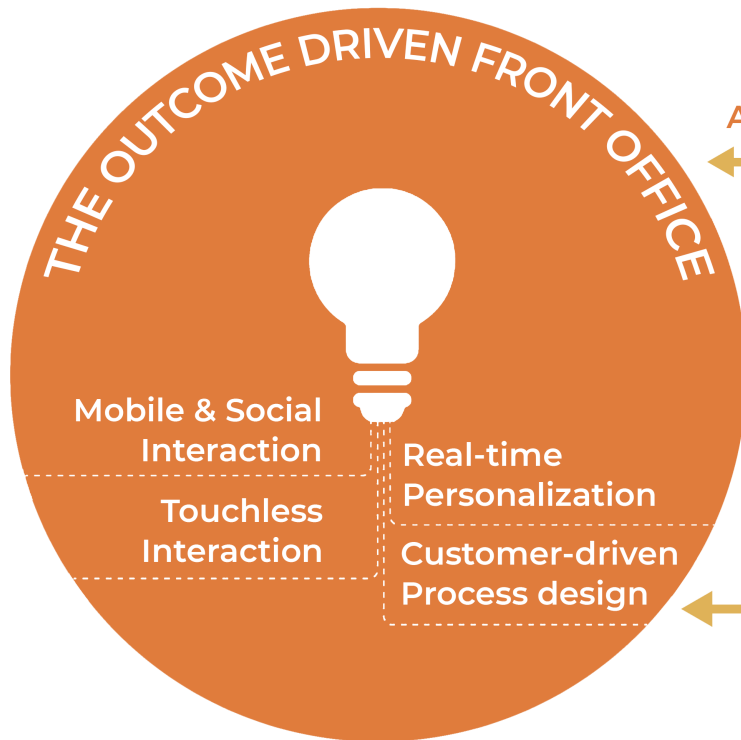 THE OUTCOME DRIVEN FRONT OFFICE
A
Mobile & Social
Interaction
Touchless
Interaction
Real-time
Personalization
Customer-driven
Process design